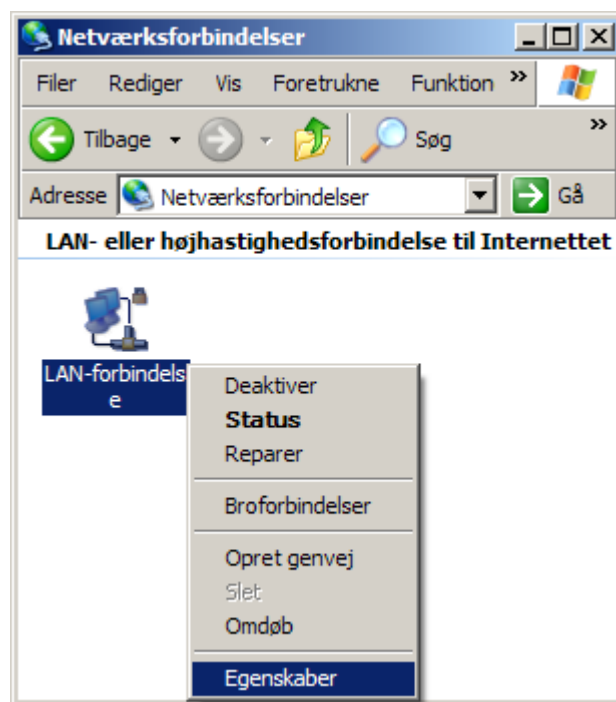 Netværksforbindelser
Filer Rediger Vis Foretrukne Funktion »
Tilbage Søg »
Adresse Netværksforbindelser Gå
LAN- eller højhastighedsforbindelse til Internettet
LAN-forbindels
e
Deaktiver
Status
Reparer
Broforbindelser
Opret genvej
Slet
Omdøb
Egenskaber